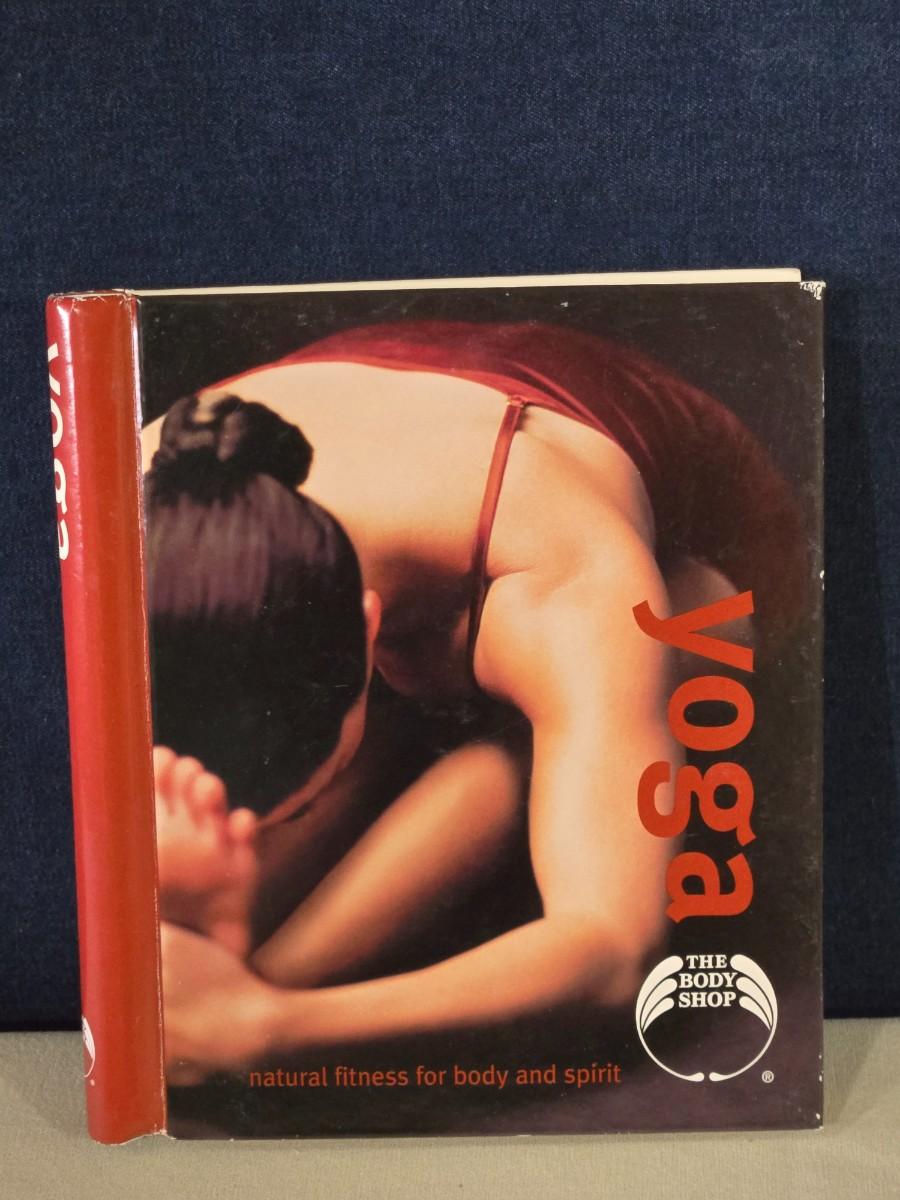 yoga
yoga
THE
BODY
SHOP
®
natural fitness for body and spirit